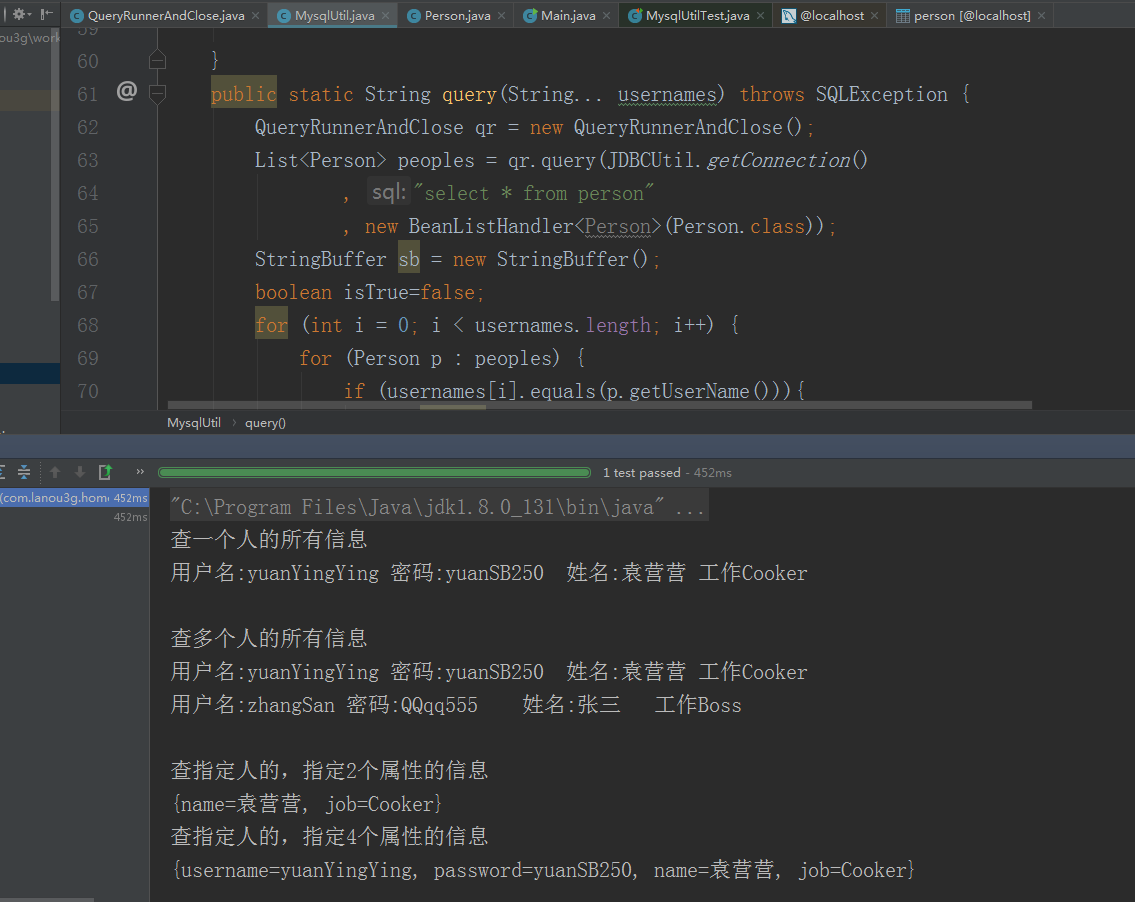 QueryRunnerAndClose.java × MysqlUtil.java × Person.java × Main.java × MysqlUtilTest.java × @localhost × person [@localhost] ×
ou3g\work
59
60 }
61 @ public static String query(String... usernames) throws SQLException {
62 QueryRunnerAndClose qr = new QueryRunnerAndClose();
63 List<Person> peoples = qr.query(JDBCUtil.getConnection()
64 , sql: "select * from person"
65 , new BeanListHandler<Person>(Person.class));
66 StringBuffer sb = new StringBuffer();
67 boolean isTrue=false;
68 for (int i = 0; i < usernames.length; i++) {
69 for (Person p : peoples) {
70 if (usernames[i].equals(p.getUserName())){
MysqlUtil › query()
1 test passed - 452ms
(com.lanou3g.hom 452ms
452ms
"C:\Program Files\Java\jdk1.8.0_131\bin\java" ...
查一个人的所有信息
用户名:yuanYingYing 密码:yuanSB250 姓名:袁营营 工作Cooker
查多个人的所有信息
用户名:yuanYingYing 密码:yuanSB250 姓名:袁营营 工作Cooker
用户名:zhangSan 密码:QQqq555 姓名:张三 工作Boss
查指定人的，指定2个属性的信息
{name=袁营营, job=Cooker}
查指定人的，指定4个属性的信息
{username=yuanYingYing, password=yuanSB250, name=袁营营, job=Cooker}